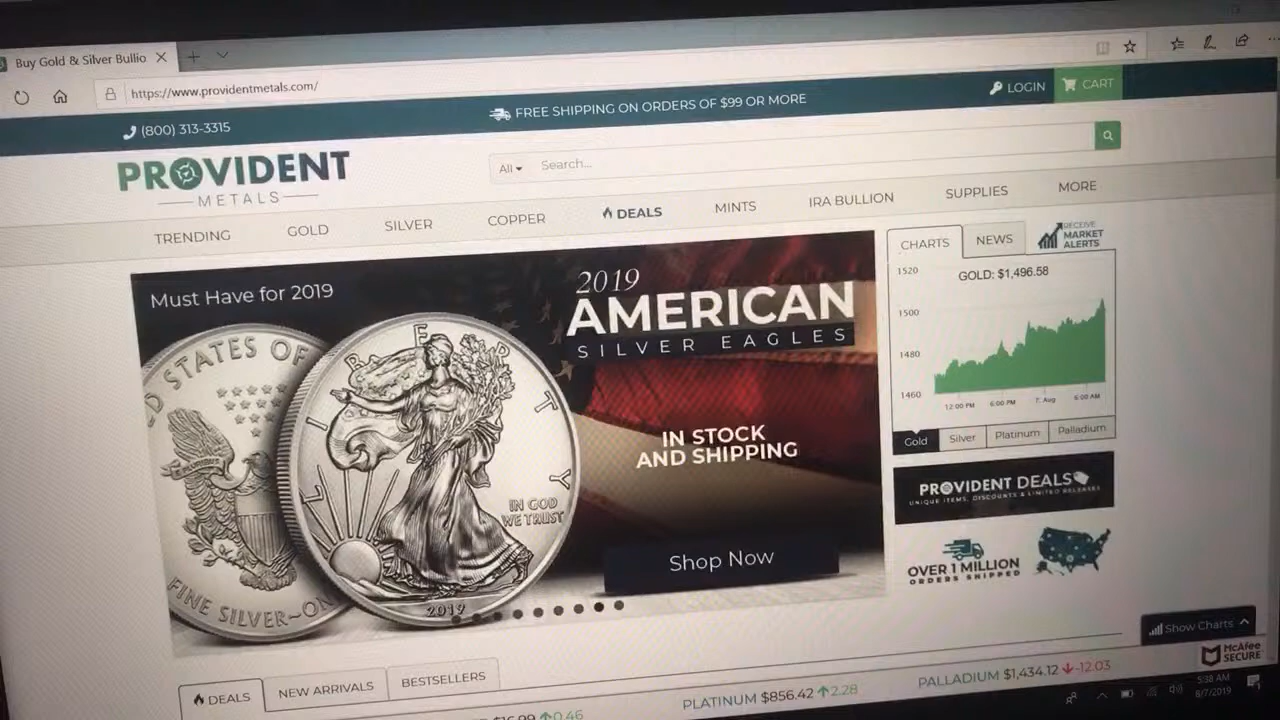 Buy Gold & Silver Bullio
https://www.providentmetals.com/
(800) 313-3315
FREE SHIPPING ON ORDERS OF $99 OR MORE
LOGIN
CART
PROVIDENT
METALS
All
Search...
TRENDING
GOLD
SILVER
COPPER
DEALS
MINTS
IRA BULLION
SUPPLIES
MORE
Must Have for 2019
2019
AMERICAN
SILVER EAGLES
IN STOCK
AND SHIPPING
Shop Now
D STATES OF
PLURIBUS
FINE SILVER~ON
LIBERTY
IN GOD
WE TRUST
2019
CHARTS
NEWS
RECEIVE
MARKET
ALERTS
GOLD: $1,496.58
1520
1500
1480
1460
12:00 PM
6:00 PM
7. Aug
6:00 AM
Gold
Silver
Platinum
Palladium
PROVIDENT DEALS
UNIQUE ITEMS, DISCOUNTS & LIMITED RELEASES
OVER 1 MILLION
ORDERS SHIPPED
Show Charts
McAfee
SECURE
DEALS
NEW ARRIVALS
BESTSELLERS
$16.99 0.46
PLATINUM $856.42 2.28
PALLADIUM $1,434.12 -12.03
5:38 AM
8/7/2019